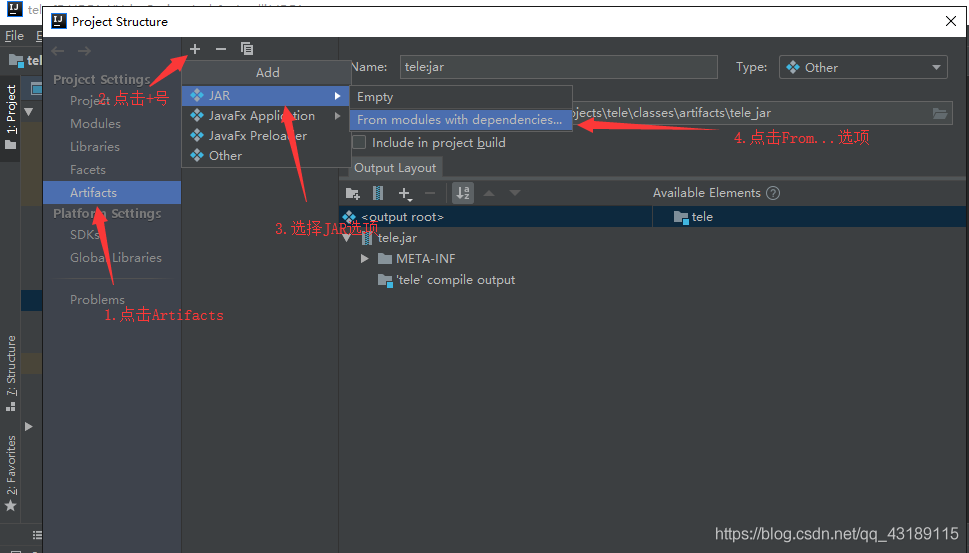 Project Structure
File
tel
1: Project
7: Structure
2: Favorites
Project Settings
Project
Modules
Libraries
Facets
Artifacts
Platform Settings
SDKs
Global Libraries
Problems
Add
JAR
JavaFx Application
JavaFx Preloader
Other
Empty
From modules with dependencies...
Name:
tele:jar
Type:
Other
ojects\tele\classes\artifacts\tele_jar
Include in project build
Output Layout
Available Elements
<output root>
tele
tele.jar
META-INF
'tele' compile output
1.点击Artifacts
2.点击+号
3.选择JAR选项
4.点击From...选项
https://blog.csdn.net/qq_43189115